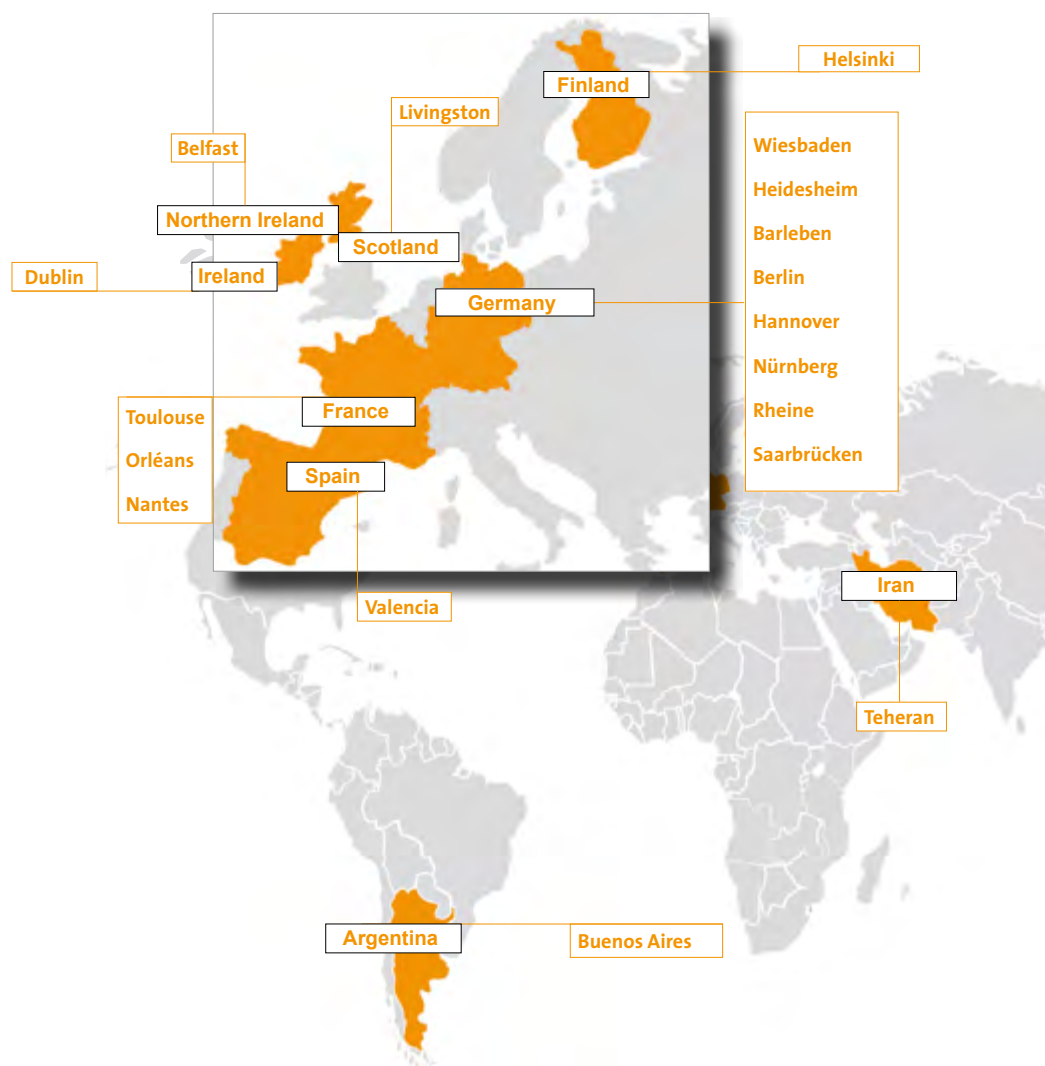 Helsinki
Finland
Livingston
Belfast
Northern Ireland
Scotland
Ireland
Dublin
Germany
Wiesbaden
Heidesheim
Barleben
Berlin
Hannover
Nürnberg
Rheine
Saarbrücken
France
Toulouse
Orléans
Nantes
Spain
Valencia
Iran
Teheran
Argentina
Buenos Aires